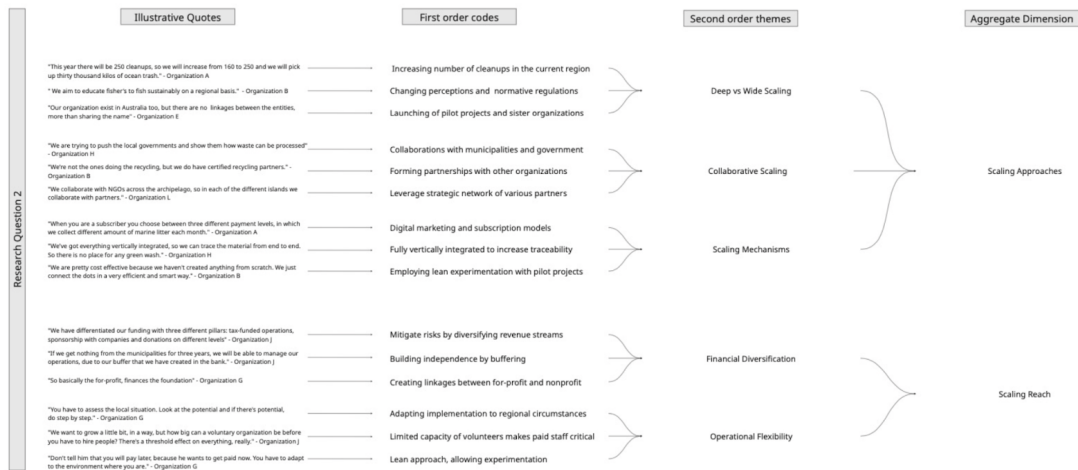 Illustrative Quotes
First order codes
Second order themes
Aggregate Dimension
Research Question 2
"This year there will be 250 cleanups, so we will increase from 160 to 250 and we will pick
up thirty thousand kilos of ocean trash." - Organization A
Increasing number of cleanups in the current region
" We aim to educate fisher's to fish sustainably on a regional basis." - Organization B
Changing perceptions and normative regulations
Deep vs Wide Scaling
"Our organization exist in Australia too, but there are no linkages between the entities,
more than sharing the name" - Organization E
Launching of pilot projects and sister organizations
"We are trying to push the local governments and show them how waste can be processed"
- Organization H
Collaborations with municipalities and government
"We're not the ones doing the recycling, but we do have certified recycling partners." -
Organization B
Forming partnerships with other organizations
Collaborative Scaling
Scaling Approaches
"We collaborate with NGOs across the archipelago, so in each of the different islands we
collaborate with partners." - Organization L
Leverage strategic network of various partners
"When you are a subscriber you choose between three different payment levels, in which
we collect different amount of marine litter each month." - Organization A
Digital marketing and subscription models
"We've got everything vertically integrated, so we can trace the material from end to end.
So there is no place for any green wash." - Organization H
Fully vertically integrated to increase traceability
Scaling Mechanisms
"We are pretty cost effective because we haven't created anything from scratch. We just
connect the dots in a very efficient and smart way." - Organization B
Employing lean experimentation with pilot projects
"We have differentiated our funding with three different pillars: tax-funded operations,
sponsorship with companies and donations on different levels" - Organization J
Mitigate risks by diversifying revenue streams
"If we get nothing from the municipalities for three years, we will be able to manage our
operations, due to our buffer that we have created in the bank." - Organization J
Building independence by buffering
Financial Diversification
"So basically the for-profit, finances the foundation" - Organization G
Creating linkages between for-profit and nonprofit
Scaling Reach
"You have to assess the local situation. Look at the potential and if there's potential,
do step by step." - Organization G
Adapting implementation to regional circumstances
"We want to grow a little bit, in a way, but how big can a voluntary organization be before
you have to hire people? There's a threshold effect on everything, really." - Organization J
Limited capacity of volunteers makes paid staff critical
Operational Flexibility
"Don't tell him that you will pay later, because he wants to get paid now. You have to adapt
to the environment where you are." - Organization G
Lean approach, allowing experimentation